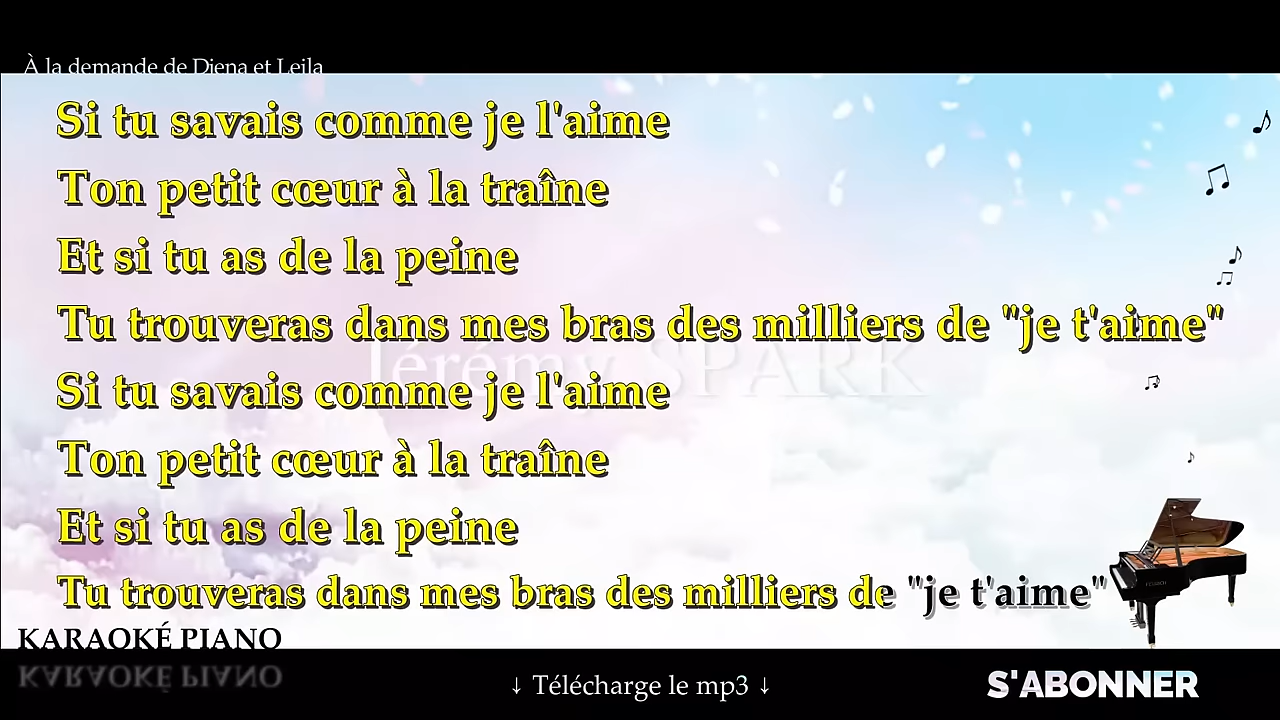 À la demande de Diena et Leila
Si tu savais comme je l'aime
Ton petit cœur à la traîne
Et si tu as de la peine
Tu trouveras dans mes bras des milliers de "je t'aime"
Jérémy SPARK
Si tu savais comme je l'aime
Ton petit cœur à la traîne
Et si tu as de la peine
Tu trouveras dans mes bras des milliers de "je t'aime"
KARAOKÉ PIANO
↓ Télécharge le mp3 ↓
S'ABONNER